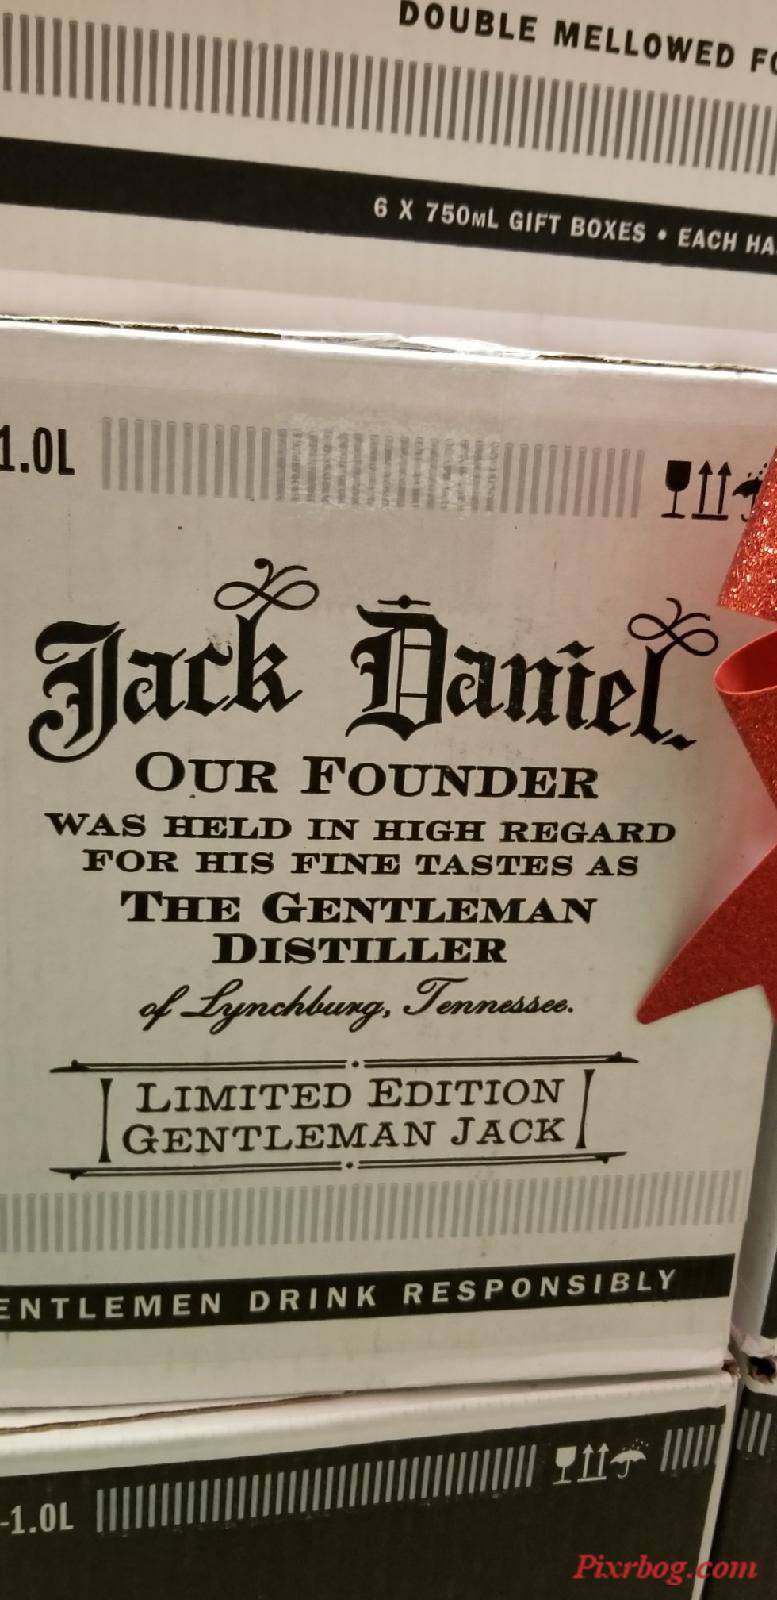 DOUBLE MELLOWED
6 X 750ML GIFT BOXES • EACH
1.0L
Jack Daniel.
OUR FOUNDER
WAS HELD IN HIGH REGARD
FOR HIS FINE TASTES AS
THE GENTLEMAN
DISTILLER
of Lynchburg, Tennessee.
LIMITED EDITION
GENTLEMAN JACK
ENTLEMEN DRINK RESPONSIBLY
-1.0L
Pixrbog.com